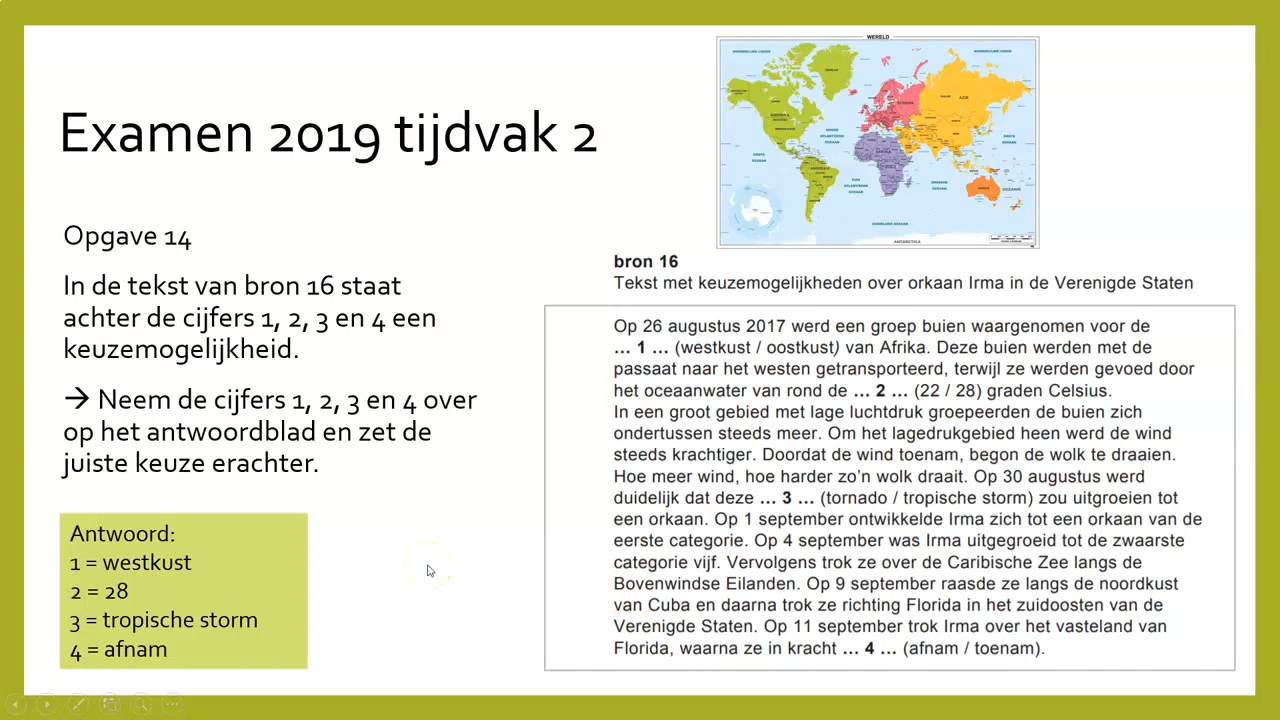 Examen 2019 tijdvak 2
Opgave 14
In de tekst van bron 16 staat
achter de cijfers 1, 2, 3 en 4 een
keuzemogelijkheid.
→ Neem de cijfers 1, 2, 3 en 4 over
op het antwoordblad en zet de
juiste keuze erachter.
Antwoord:
1 = westkust
2 = 28
3 = tropische storm
4 = afnam
WERELD
AZIË
EUROPA
AFRIKA
OCEANIË
ANTARCTICA
bron 16
Tekst met keuzemogelijkheden over orkaan Irma in de Verenigde Staten
Op 26 augustus 2017 werd een groep buien waargenomen voor de
... 1 ... (westkust / oostkust) van Afrika. Deze buien werden met de
passaat naar het westen getransporteerd, terwijl ze werden gevoed door
het oceaanwater van rond de ... 2 ... (22 / 28) graden Celsius.
In een groot gebied met lage luchtdruk groepeerden de buien zich
ondertussen steeds meer. Om het lagedrukgebied heen werd de wind
steeds krachtiger. Doordat de wind toenam, begon de wolk te draaien.
Hoe meer wind, hoe harder zo’n wolk draait. Op 30 augustus werd
duidelijk dat deze ... 3 ... (tornado / tropische storm) zou uitgroeien tot
een orkaan. Op 1 september ontwikkelde Irma zich tot een orkaan van de
eerste categorie. Op 4 september was Irma uitgegroeid tot de zwaarste
categorie vijf. Vervolgens trok ze over de Caribische Zee langs de
Bovenwindse Eilanden. Op 9 september raasde ze langs de noordkust
van Cuba en daarna trok ze richting Florida in het zuidoosten van de
Verenigde Staten. Op 11 september trok Irma over het vasteland van
Florida, waarna ze in kracht ... 4 ... (afnam / toenam).